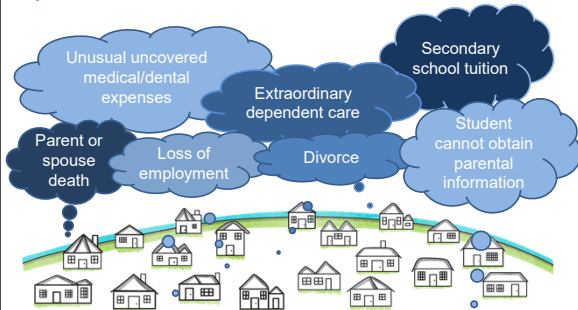 Unusual uncovered
medical/dental
expenses
Secondary
school tuition
Extraordinary
dependent care
Parent or
spouse
death
Loss of
employment
Divorce
Student
cannot obtain
parental
information